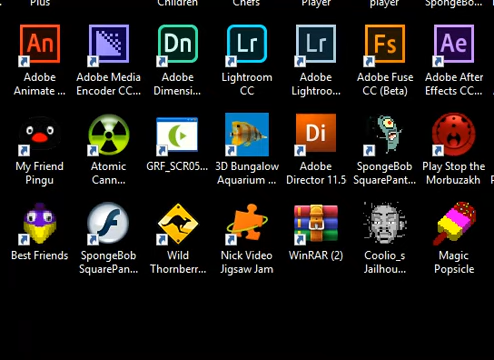 Plus Children Chefs Player player SpongeBo...
An Dn Lr Lr Fs Ae
Adobe Animate ...
Adobe Media Encoder CC...
Adobe Dimensi...
Lightroom CC
Adobe Lightroo...
Adobe Fuse CC (Beta)
Adobe After Effects CC...
Di
My Friend Pingu
Atomic Cann...
GRF_SCR05...
3D Bungalow Aquarium ...
Adobe Director 11.5
SpongeBob SquarePant...
Play Stop the Morbuzakh
Best Friends
SpongeBob SquarePan...
Wild Thornberr...
Nick Video Jigsaw Jam
WinRAR (2)
Coolio_s Jailhou...
Magic Popsicle